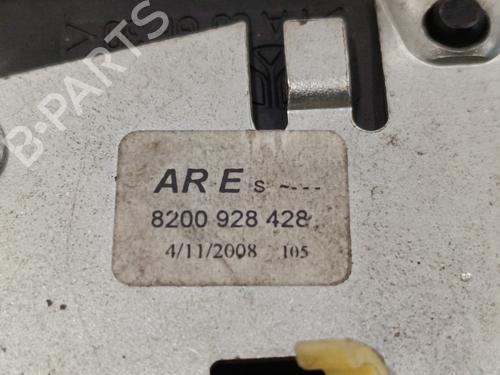 B-PARTS
AR E s ~---
8200 928 428
4/11/2008 105